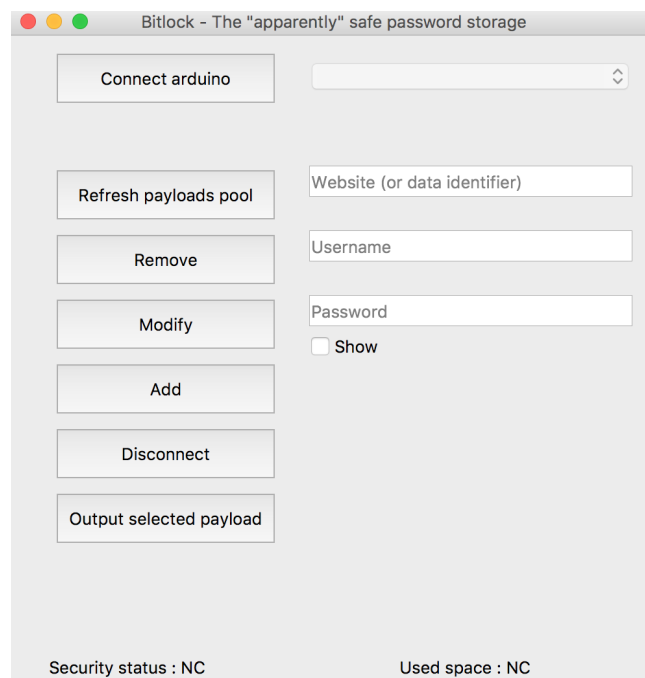 Bitlock - The "apparently" safe password storage
Connect arduino
Refresh payloads pool
Website (or data identifier)
Remove
Username
Modify
Password
Show
Add
Disconnect
Output selected payload
Security status : NC
Used space : NC